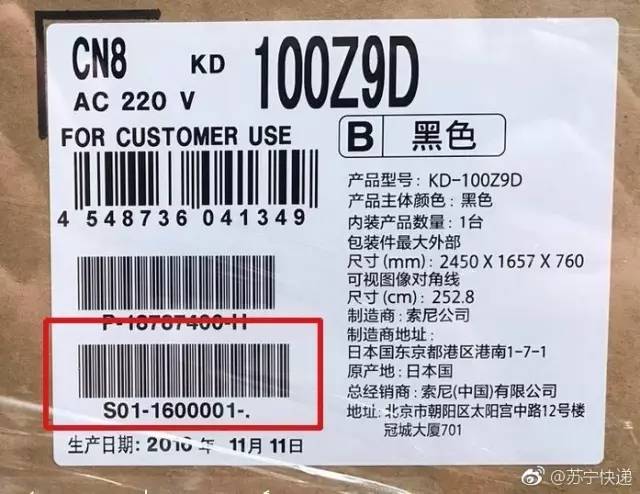 CN8 KD 100Z9D
AC 220 V
FOR CUSTOMER USE
B 黑色
4 548736 041349
产品型号: KD-100Z9D
产品主体颜色: 黑色
内装产品数量: 1台
包装件最大外部
尺寸(mm): 2450 X 1657 X 760
可视图像对角线
尺寸(cm): 252.8
制造商: 索尼公司
制造商地址:
日本国东京都港区港南1-7-1
原产地: 日本国
总经销商: 索尼(中国)有限公司
地址: 北京市朝阳区太阳宫中路12号楼
冠城大厦701
P-18787400-H
S01-1600001-.
生产日期: 2016 年 11月 11日
@苏宁快递